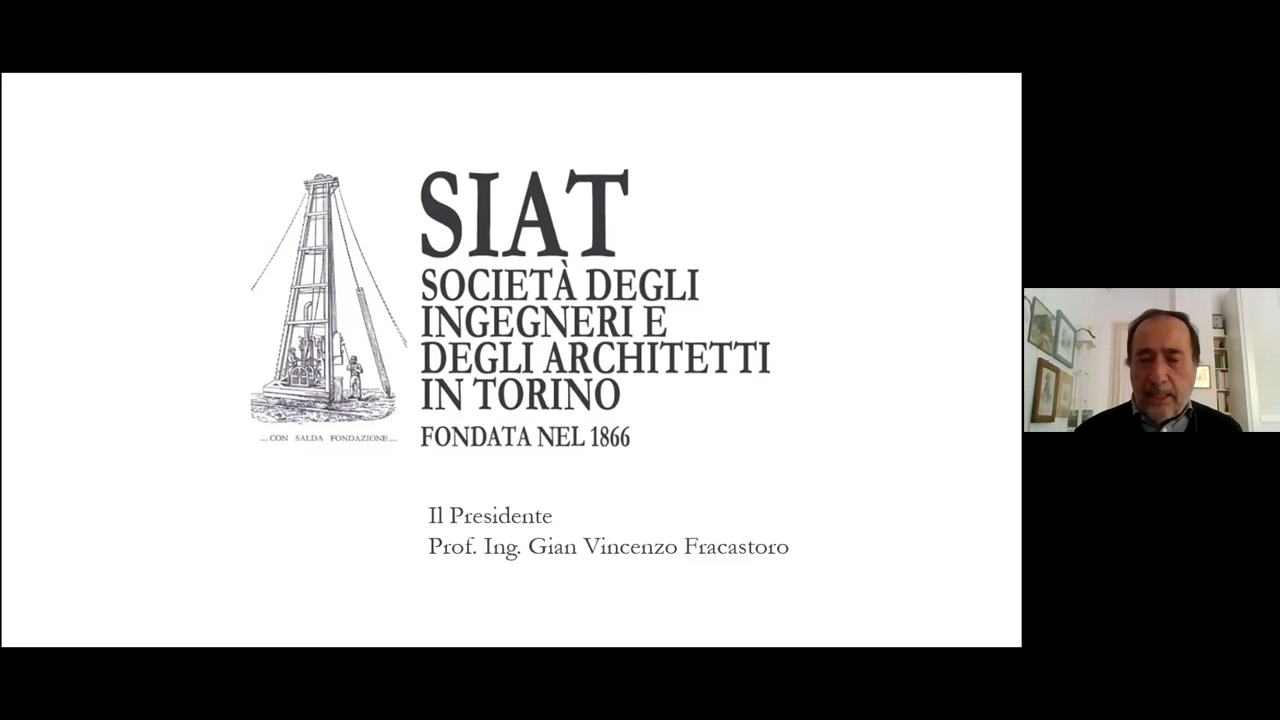 SIAT
SOCIETÀ DEGLI
INGEGNERI E
DEGLI ARCHITETTI
IN TORINO
FONDATA NEL 1866
...CON SALDA FONDAZIONE...
Il Presidente
Prof. Ing. Gian Vincenzo Fracastoro